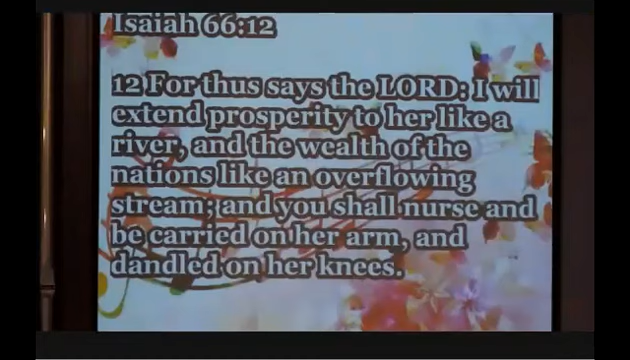 Isaiah 66:12
12 For thus says the LORD: I will
extend prosperity to her like a
river, and the wealth of the
nations like an overflowing
stream; and you shall nurse and
be carried on her arm, and
dandled on her knees.